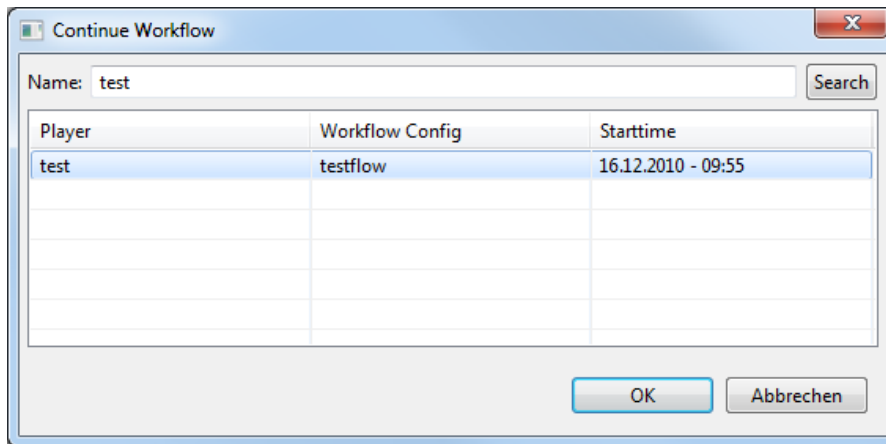 Continue Workflow
Name: test Search
Player Workflow Config Starttime
test testflow 16.12.2010 - 09:55
OK Abbrechen